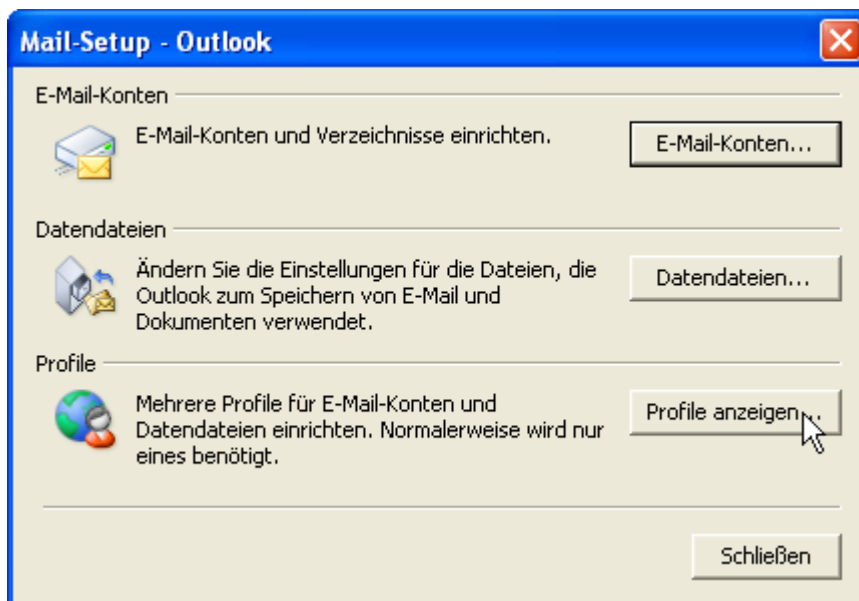 Mail-Setup - Outlook
E-Mail-Konten
E-Mail-Konten und Verzeichnisse einrichten.
E-Mail-Konten...
Datendateien
Ändern Sie die Einstellungen für die Dateien, die
Outlook zum Speichern von E-Mail und
Dokumenten verwendet.
Datendateien...
Profile
Mehrere Profile für E-Mail-Konten und
Datendateien einrichten. Normalerweise wird nur
eines benötigt.
Profile anzeigen...
Schließen